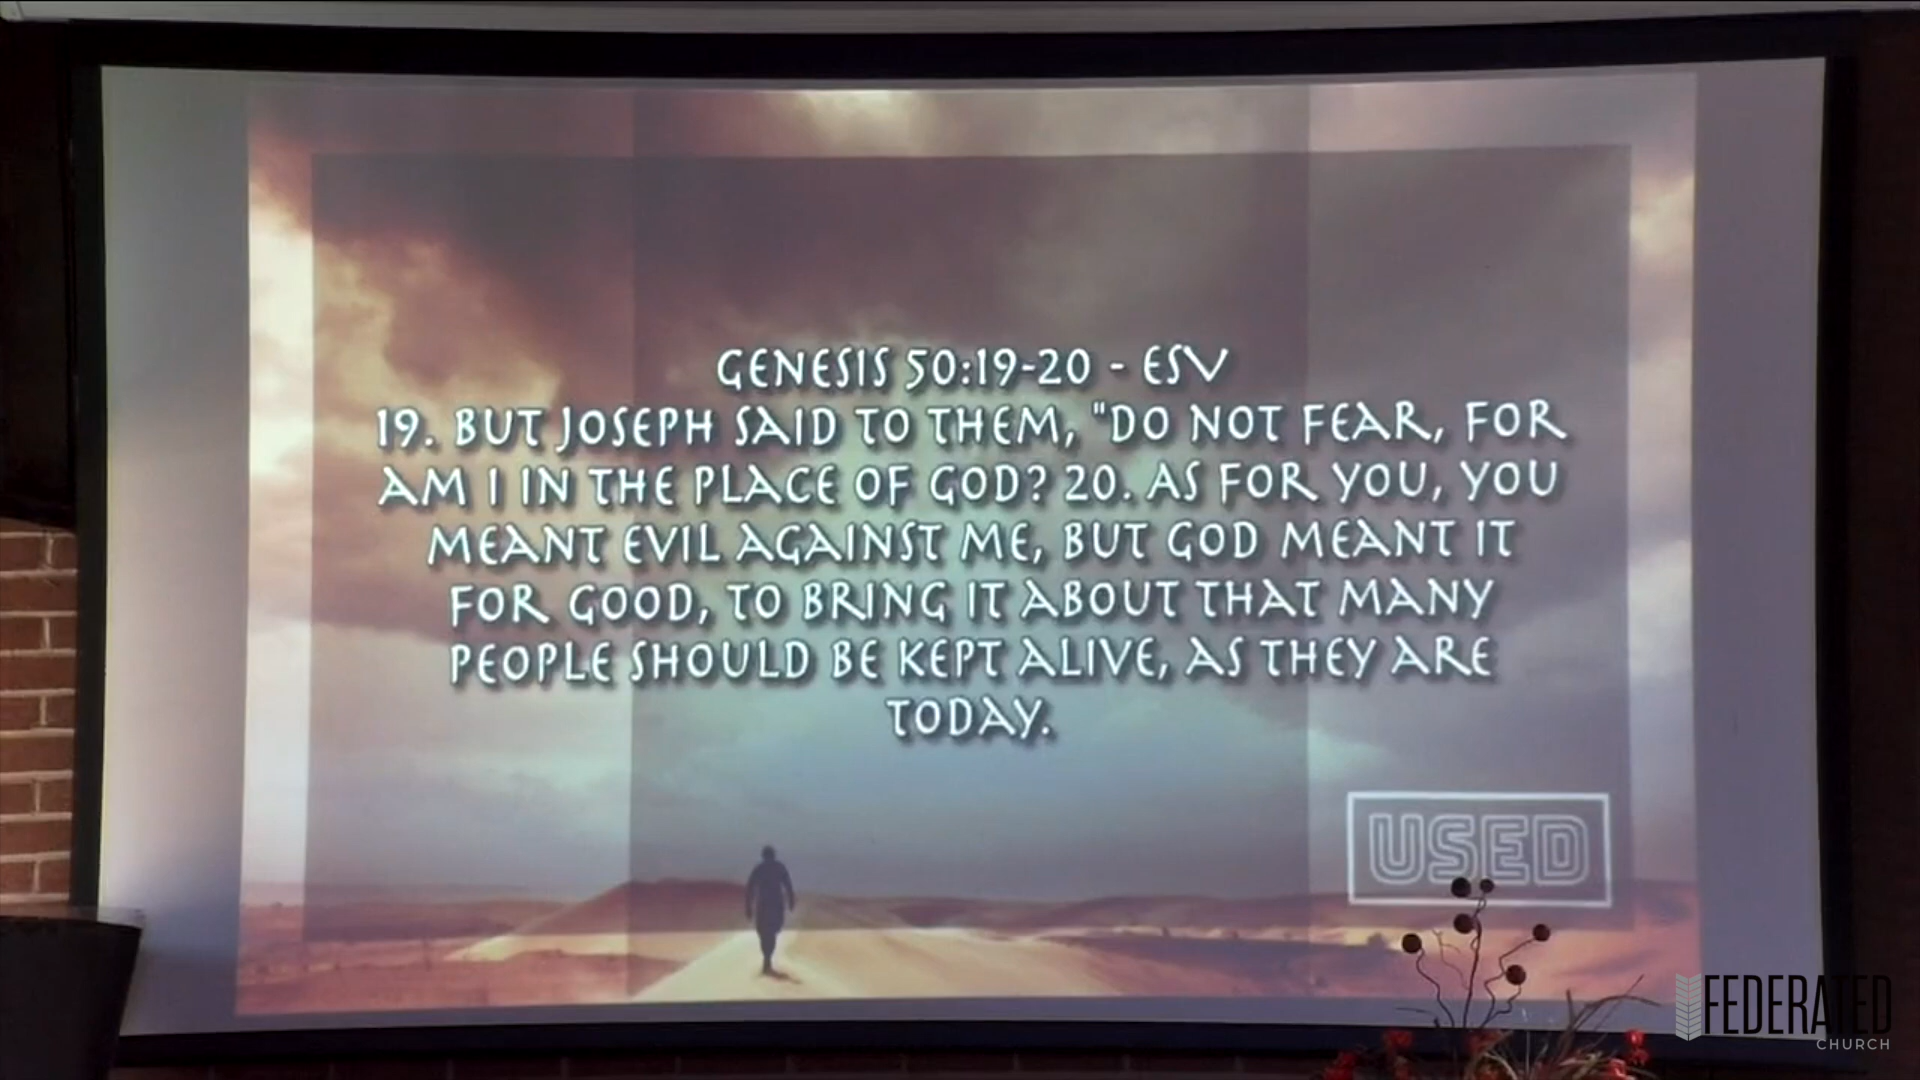 GENESIS 50:19-20 - ESV
19. BUT JOSEPH SAID TO THEM, "DO NOT FEAR, FOR
AM I IN THE PLACE OF GOD? 20. AS FOR YOU, YOU
MEANT EVIL AGAINST ME, BUT GOD MEANT IT
FOR GOOD, TO BRING IT ABOUT THAT MANY
PEOPLE SHOULD BE KEPT ALIVE, AS THEY ARE
TODAY.
USED
FEDERATED
CHURCH